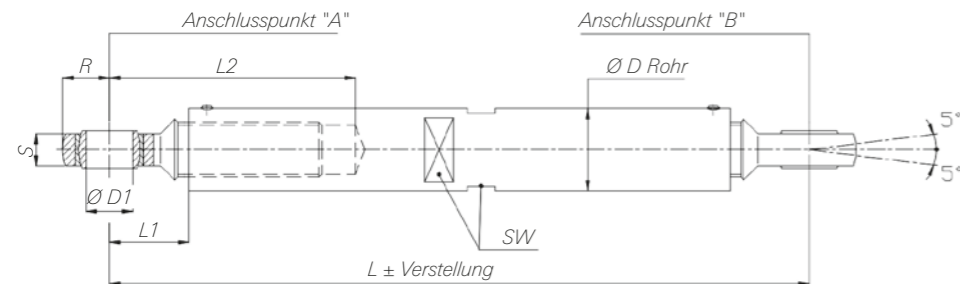 Anschlusspunkt "A"
Anschlusspunkt "B"
R
L2
Ø D Rohr
S
5°
5°
Ø D1
L1
SW
L ± Verstellung